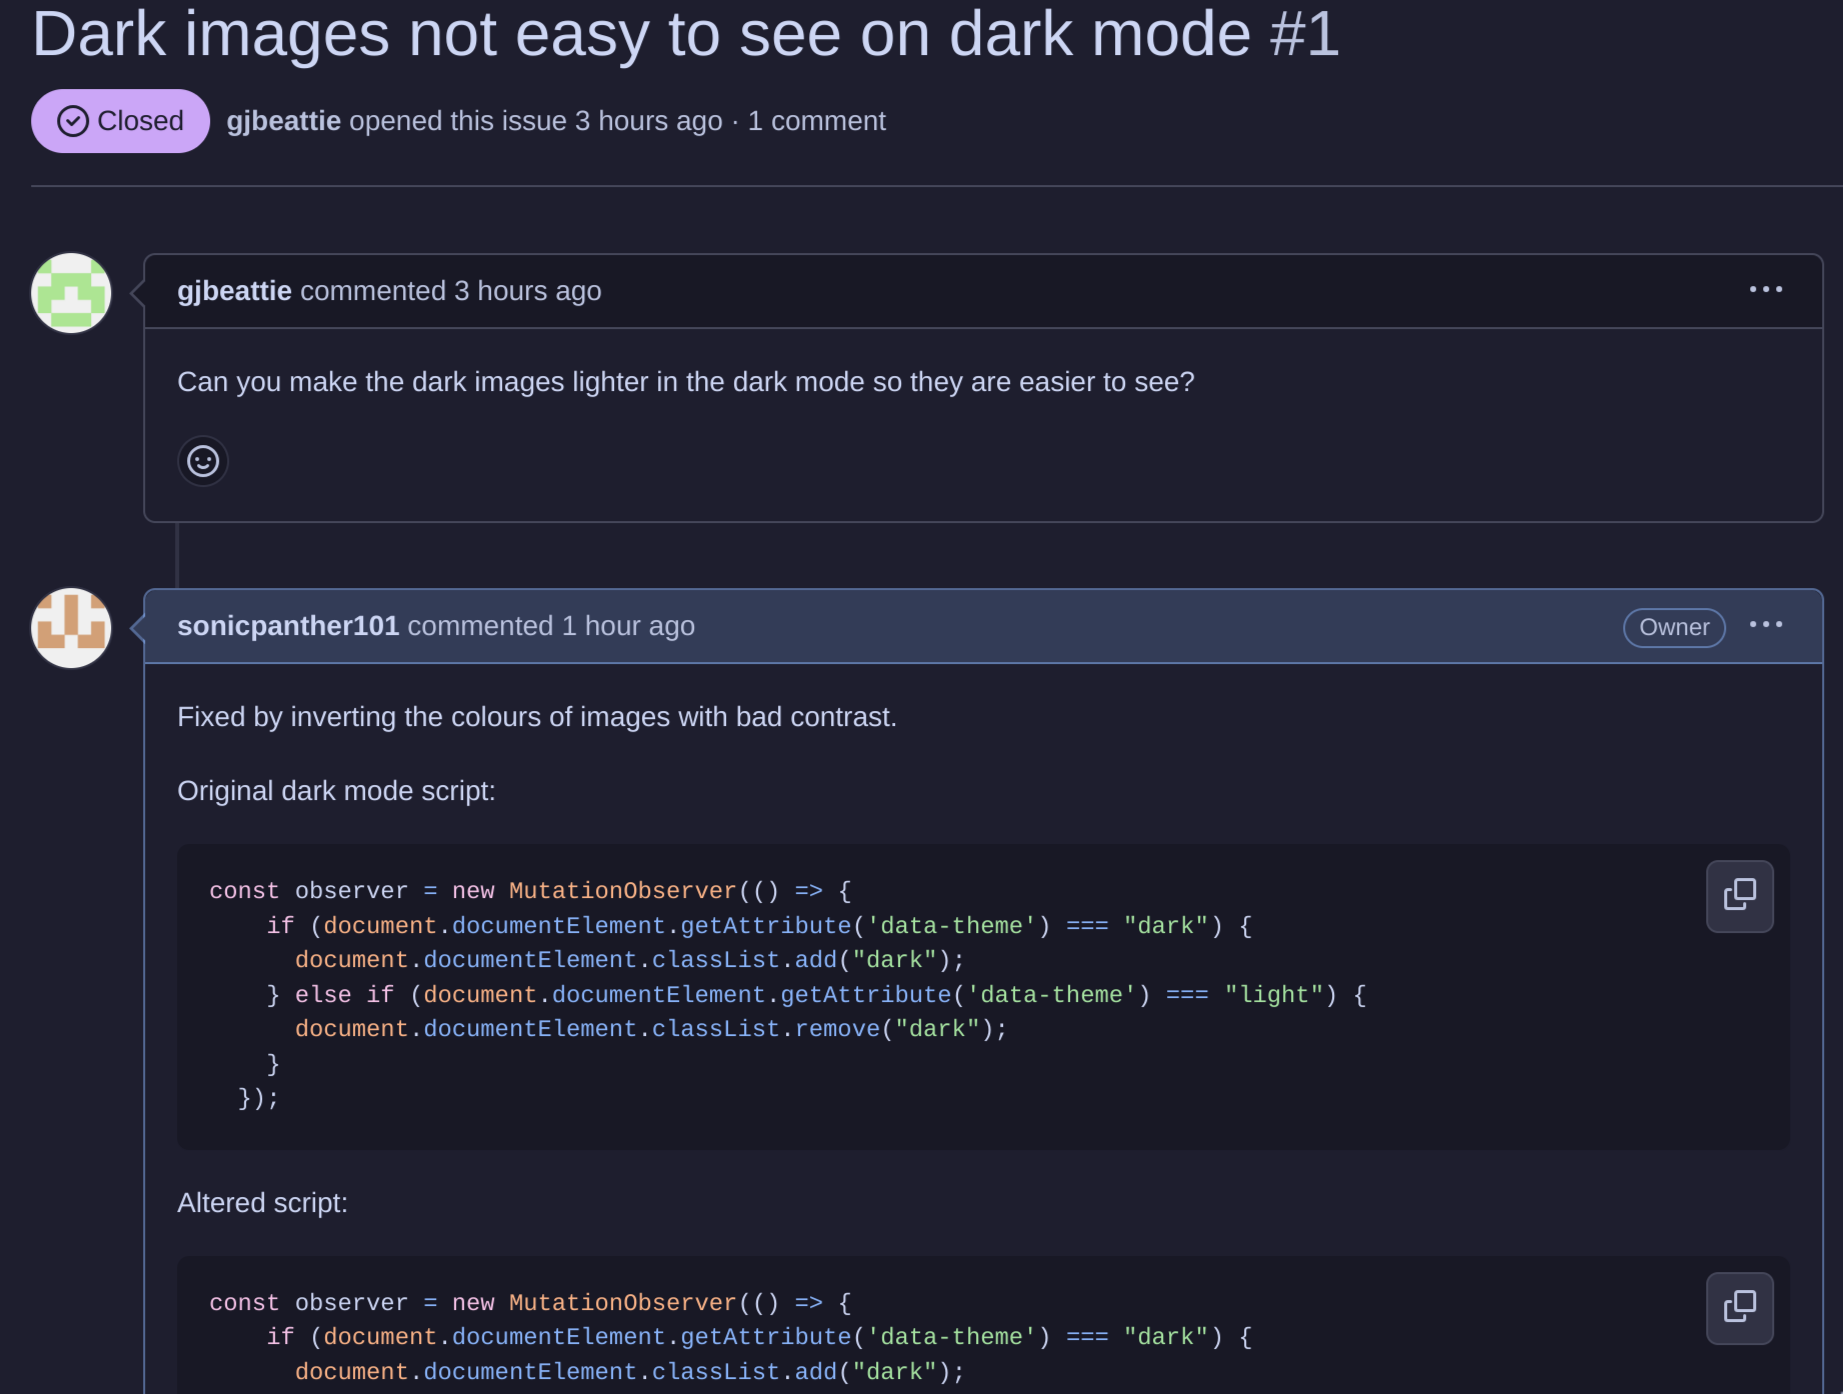 Dark images not easy to see on dark mode #1
Closed gjbeattie opened this issue 3 hours ago · 1 comment
gjbeattie commented 3 hours ago
Can you make the dark images lighter in the dark mode so they are easier to see?
sonicpanther101 commented 1 hour ago Owner
Fixed by inverting the colours of images with bad contrast.
Original dark mode script:
const observer = new MutationObserver(() => {
    if (document.documentElement.getAttribute('data-theme') === "dark") {
      document.documentElement.classList.add("dark");
    } else if (document.documentElement.getAttribute('data-theme') === "light") {
      document.documentElement.classList.remove("dark");
    }
  });
Altered script:
const observer = new MutationObserver(() => {
    if (document.documentElement.getAttribute('data-theme') === "dark") {
      document.documentElement.classList.add("dark");